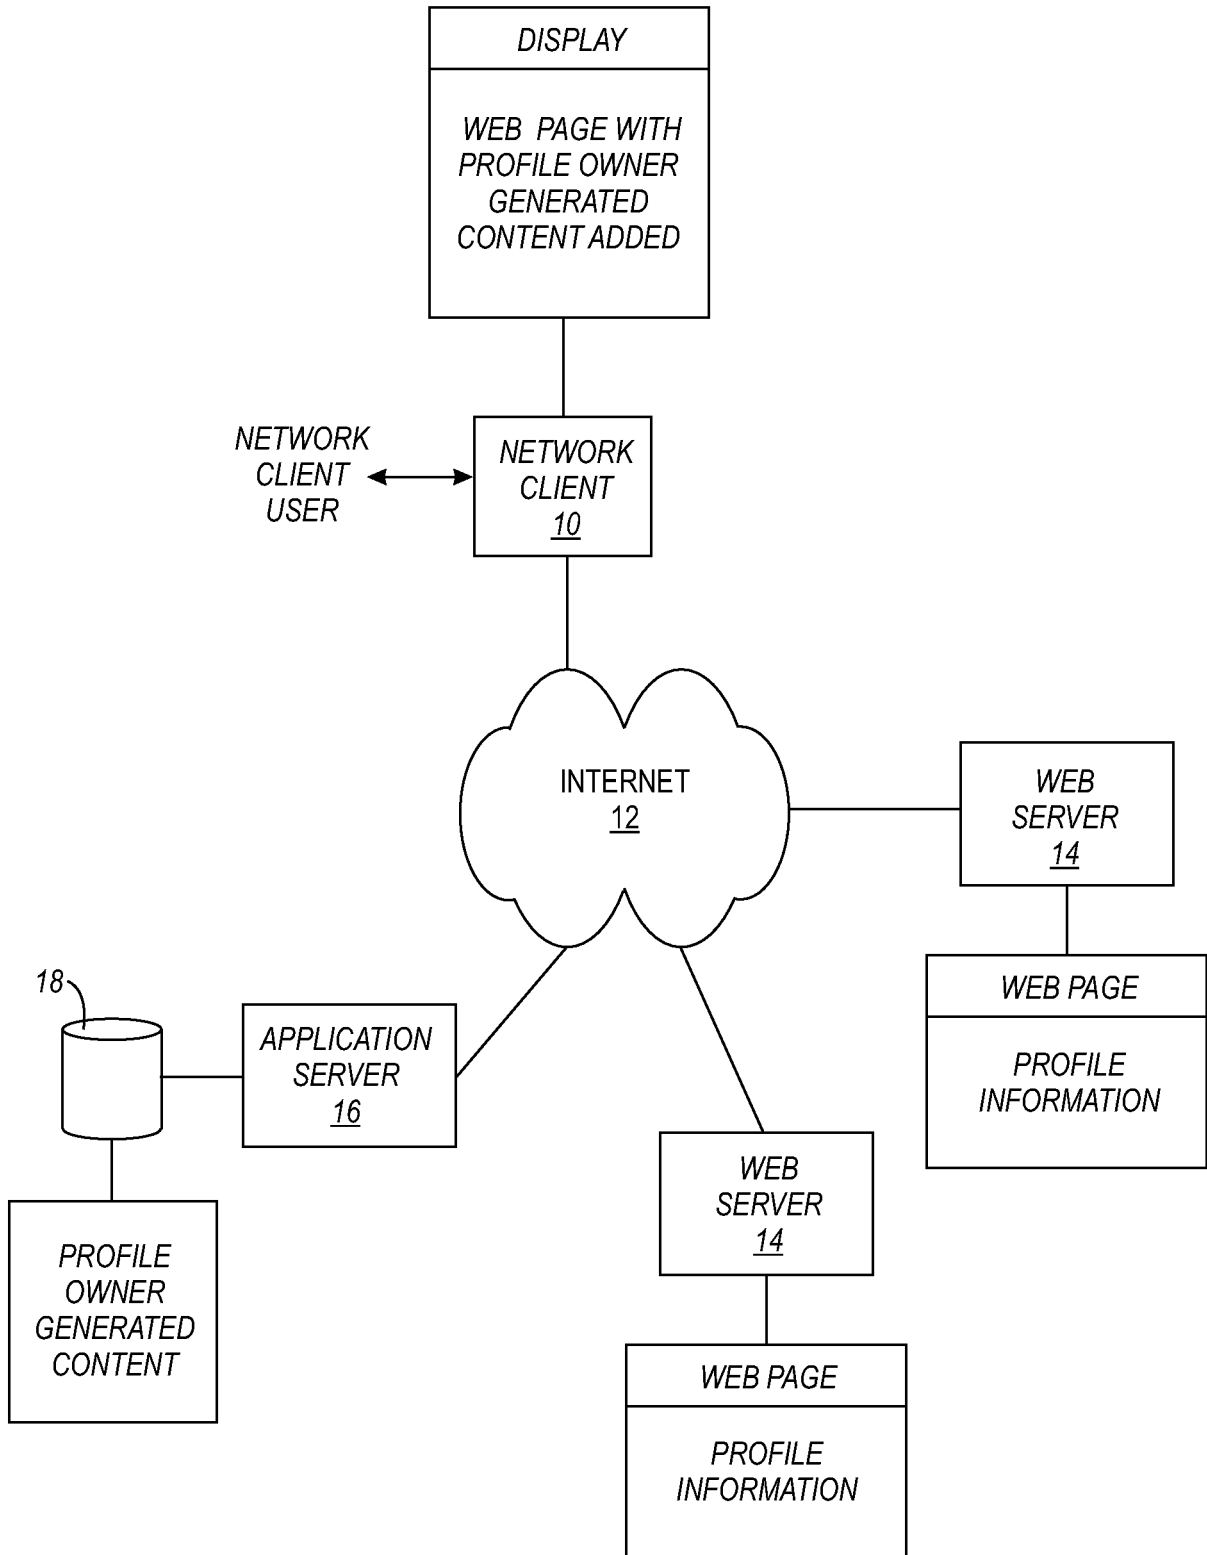 DISPLAY
WEB PAGE WITH
PROFILE OWNER
GENERATED
CONTENT ADDED
NETWORK
CLIENT
USER
NETWORK
CLIENT
10
INTERNET
12
WEB
SERVER
14
WEB PAGE
PROFILE
INFORMATION
18
APPLICATION
SERVER
16
PROFILE
OWNER
GENERATED
CONTENT
WEB
SERVER
14
WEB PAGE
PROFILE
INFORMATION